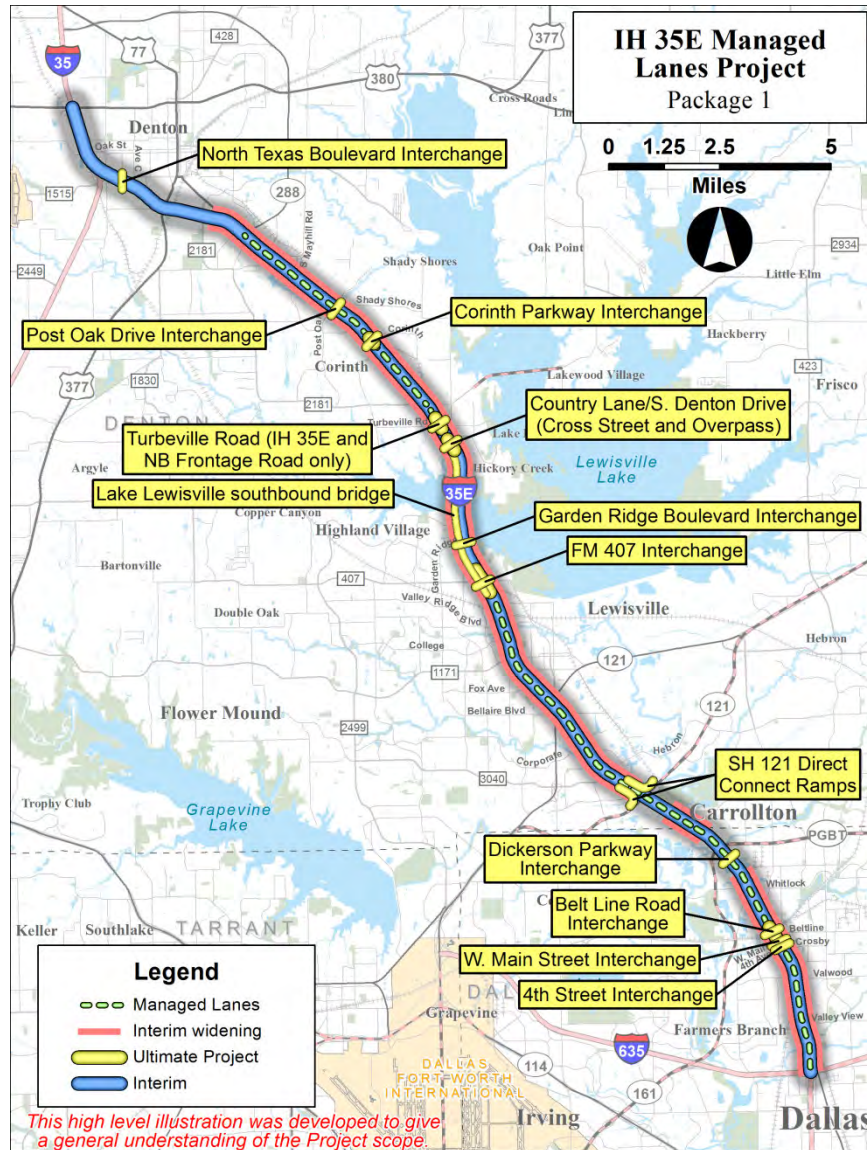 IH 35E Managed
Lanes Project
Package 1
0 1.25 2.5 5
Miles
35
77
428
377
380
Cross Roads
Denton
Oak St
Ave C
North Texas Boulevard Interchange
1515
288
2181
S Mayhill Rd
2449
Oak Point
2934
Shady Shores
Little Elm
Shady Shores
Post Oak Drive Interchange
Corinth Parkway Interchange
Corinth
Hackberry
Corinth
377
1830
423
Lakewood Village
Frisco
2181
DENTON
Turbeville Rd
Country Lane/S. Denton Drive
(Cross Street and Overpass)
Turbeville Road (IH 35E and
NB Frontage Road only)
Argyle
Hickory Creek
Lewisville
Lake
Lake Lewisville southbound bridge
35E
Copper Canyon
Garden Ridge Boulevard Interchange
Highland Village
FM 407 Interchange
Bartonville
407
Valley Ridge Blvd
Lewisville
Double Oak
College
Hebron
121
1171
Fox Ave
Flower Mound
Bellaire Blvd
121
2499
Corporate
Hebron
3040
SH 121 Direct
Connect Ramps
Trophy Club
Grapevine
Lake
Carrollton
PGBT
Dickerson Parkway
Interchange
Whitlock
Keller
Southlake
TARRANT
Belt Line Road
Interchange
Beltline
Crosby
W. Main Street Interchange
4th Street Interchange
Valwood
Grapevine
Farmers Branch
Valley View
635
DALLAS
FORT WORTH
INTERNATIONAL
114
161
Irving
Dallas
Legend
Managed Lanes
Interim widening
Ultimate Project
Interim
This high level illustration was developed to give
a general understanding of the Project scope.